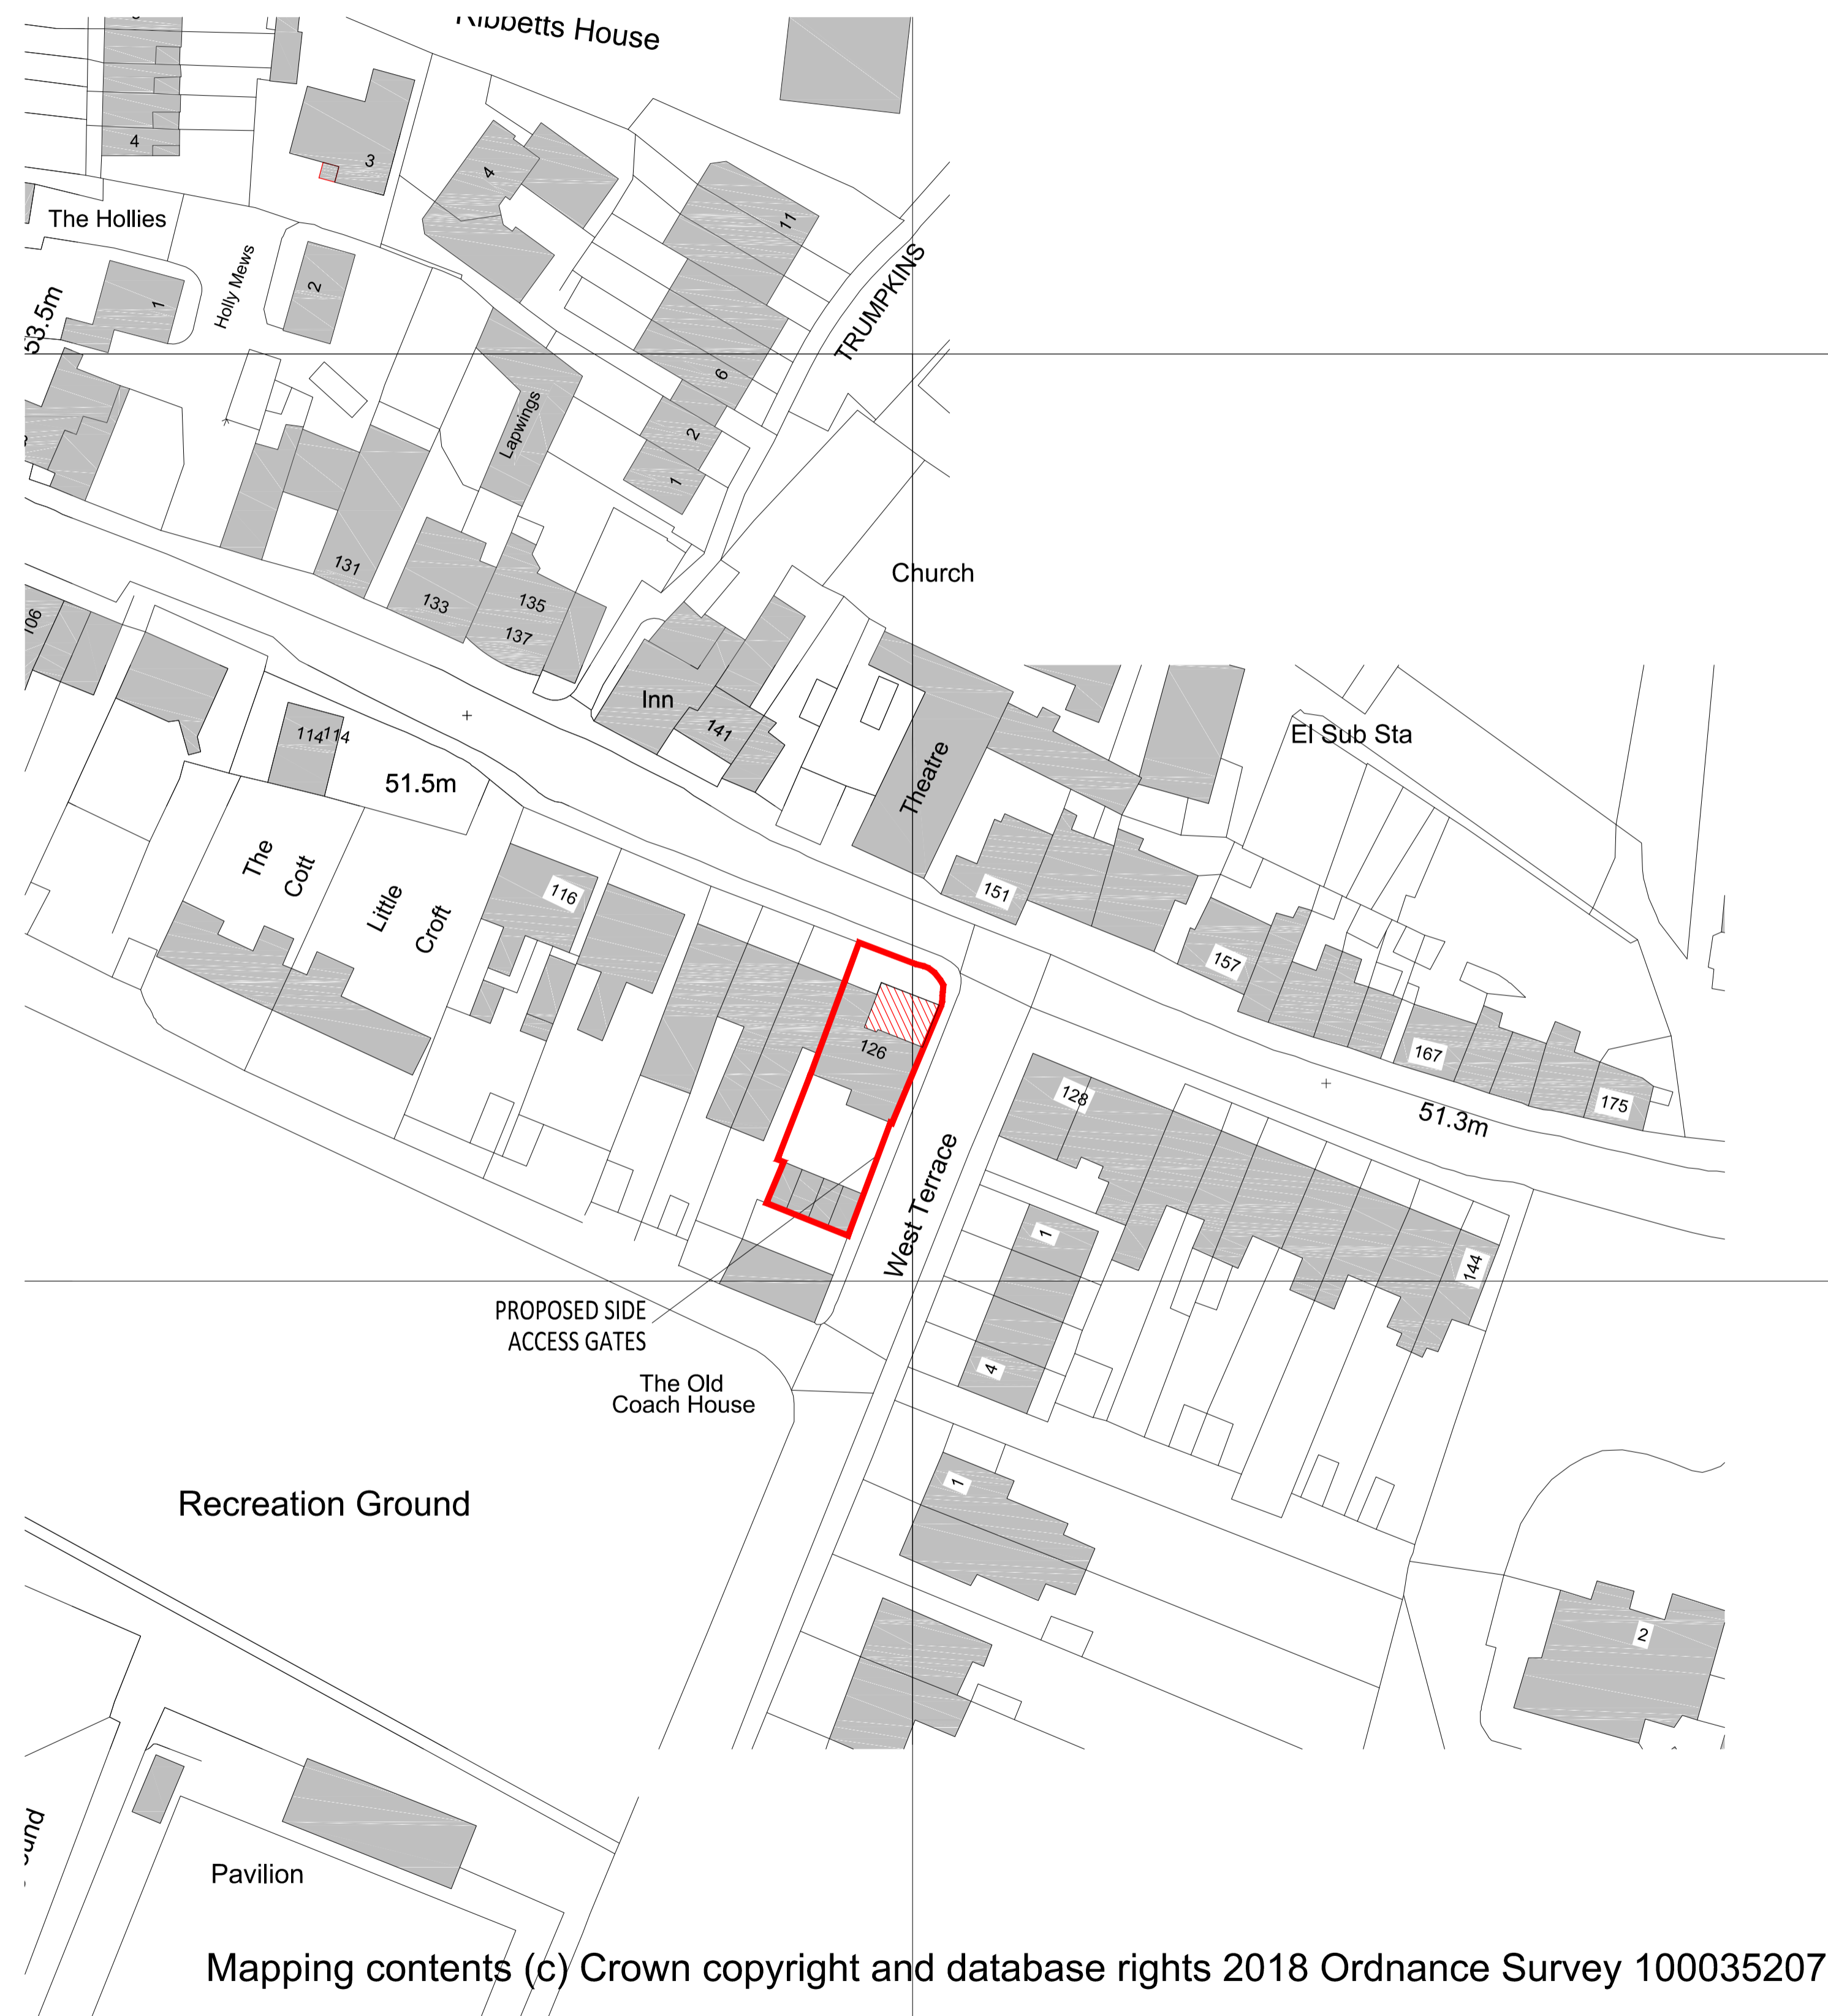 Ribbetts House
4
3
4
11
The Hollies
Holly Mews
2
1
53.5m
TRUMPKINS
6
Lapwings
2
1
131
133
135
137
Church
106
Inn
141
114
114
51.5m
Theatre
El Sub Sta
The
Cott
Little
Croft
116
151
157
126
167
175
128
51.3m
West Terrace
1
144
4
PROPOSED SIDE
ACCESS GATES
The Old
Coach House
1
Recreation Ground
2
Pavilion
Mapping contents (c) Crown copyright and database rights 2018 Ordnance Survey 100035207